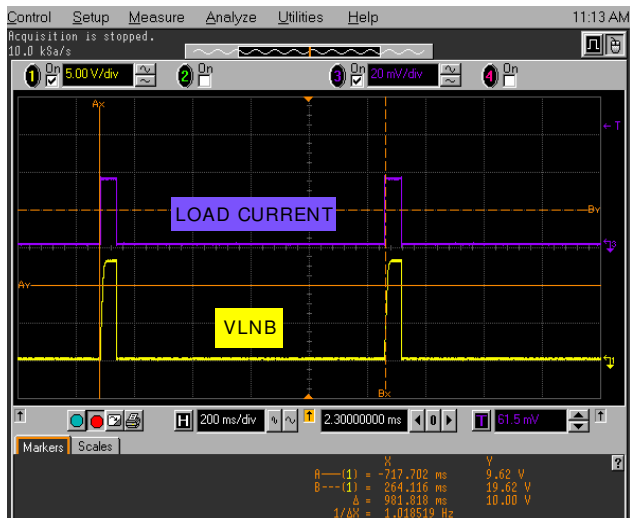 Control Setup Measure Analyze Utilities Help 11:13 AM
Acquisition is stopped.
10.0 kSa/s
1 On 5.00 V/div 2 On 3 On 20 mV/div 4 On
Ax
T
LOAD CURRENT
By
3
Ay
VLNB
1
Bx
H 200 ms/div 2.30000000 ms 0 T 61.5 mV
Markers Scales
?
X Y
A——(1) = -717.702 ms 9.62 V
B---(1) = 264.116 ms 19.62 V
Δ = 981.818 ms 10.00 V
1/ΔX = 1.018519 Hz